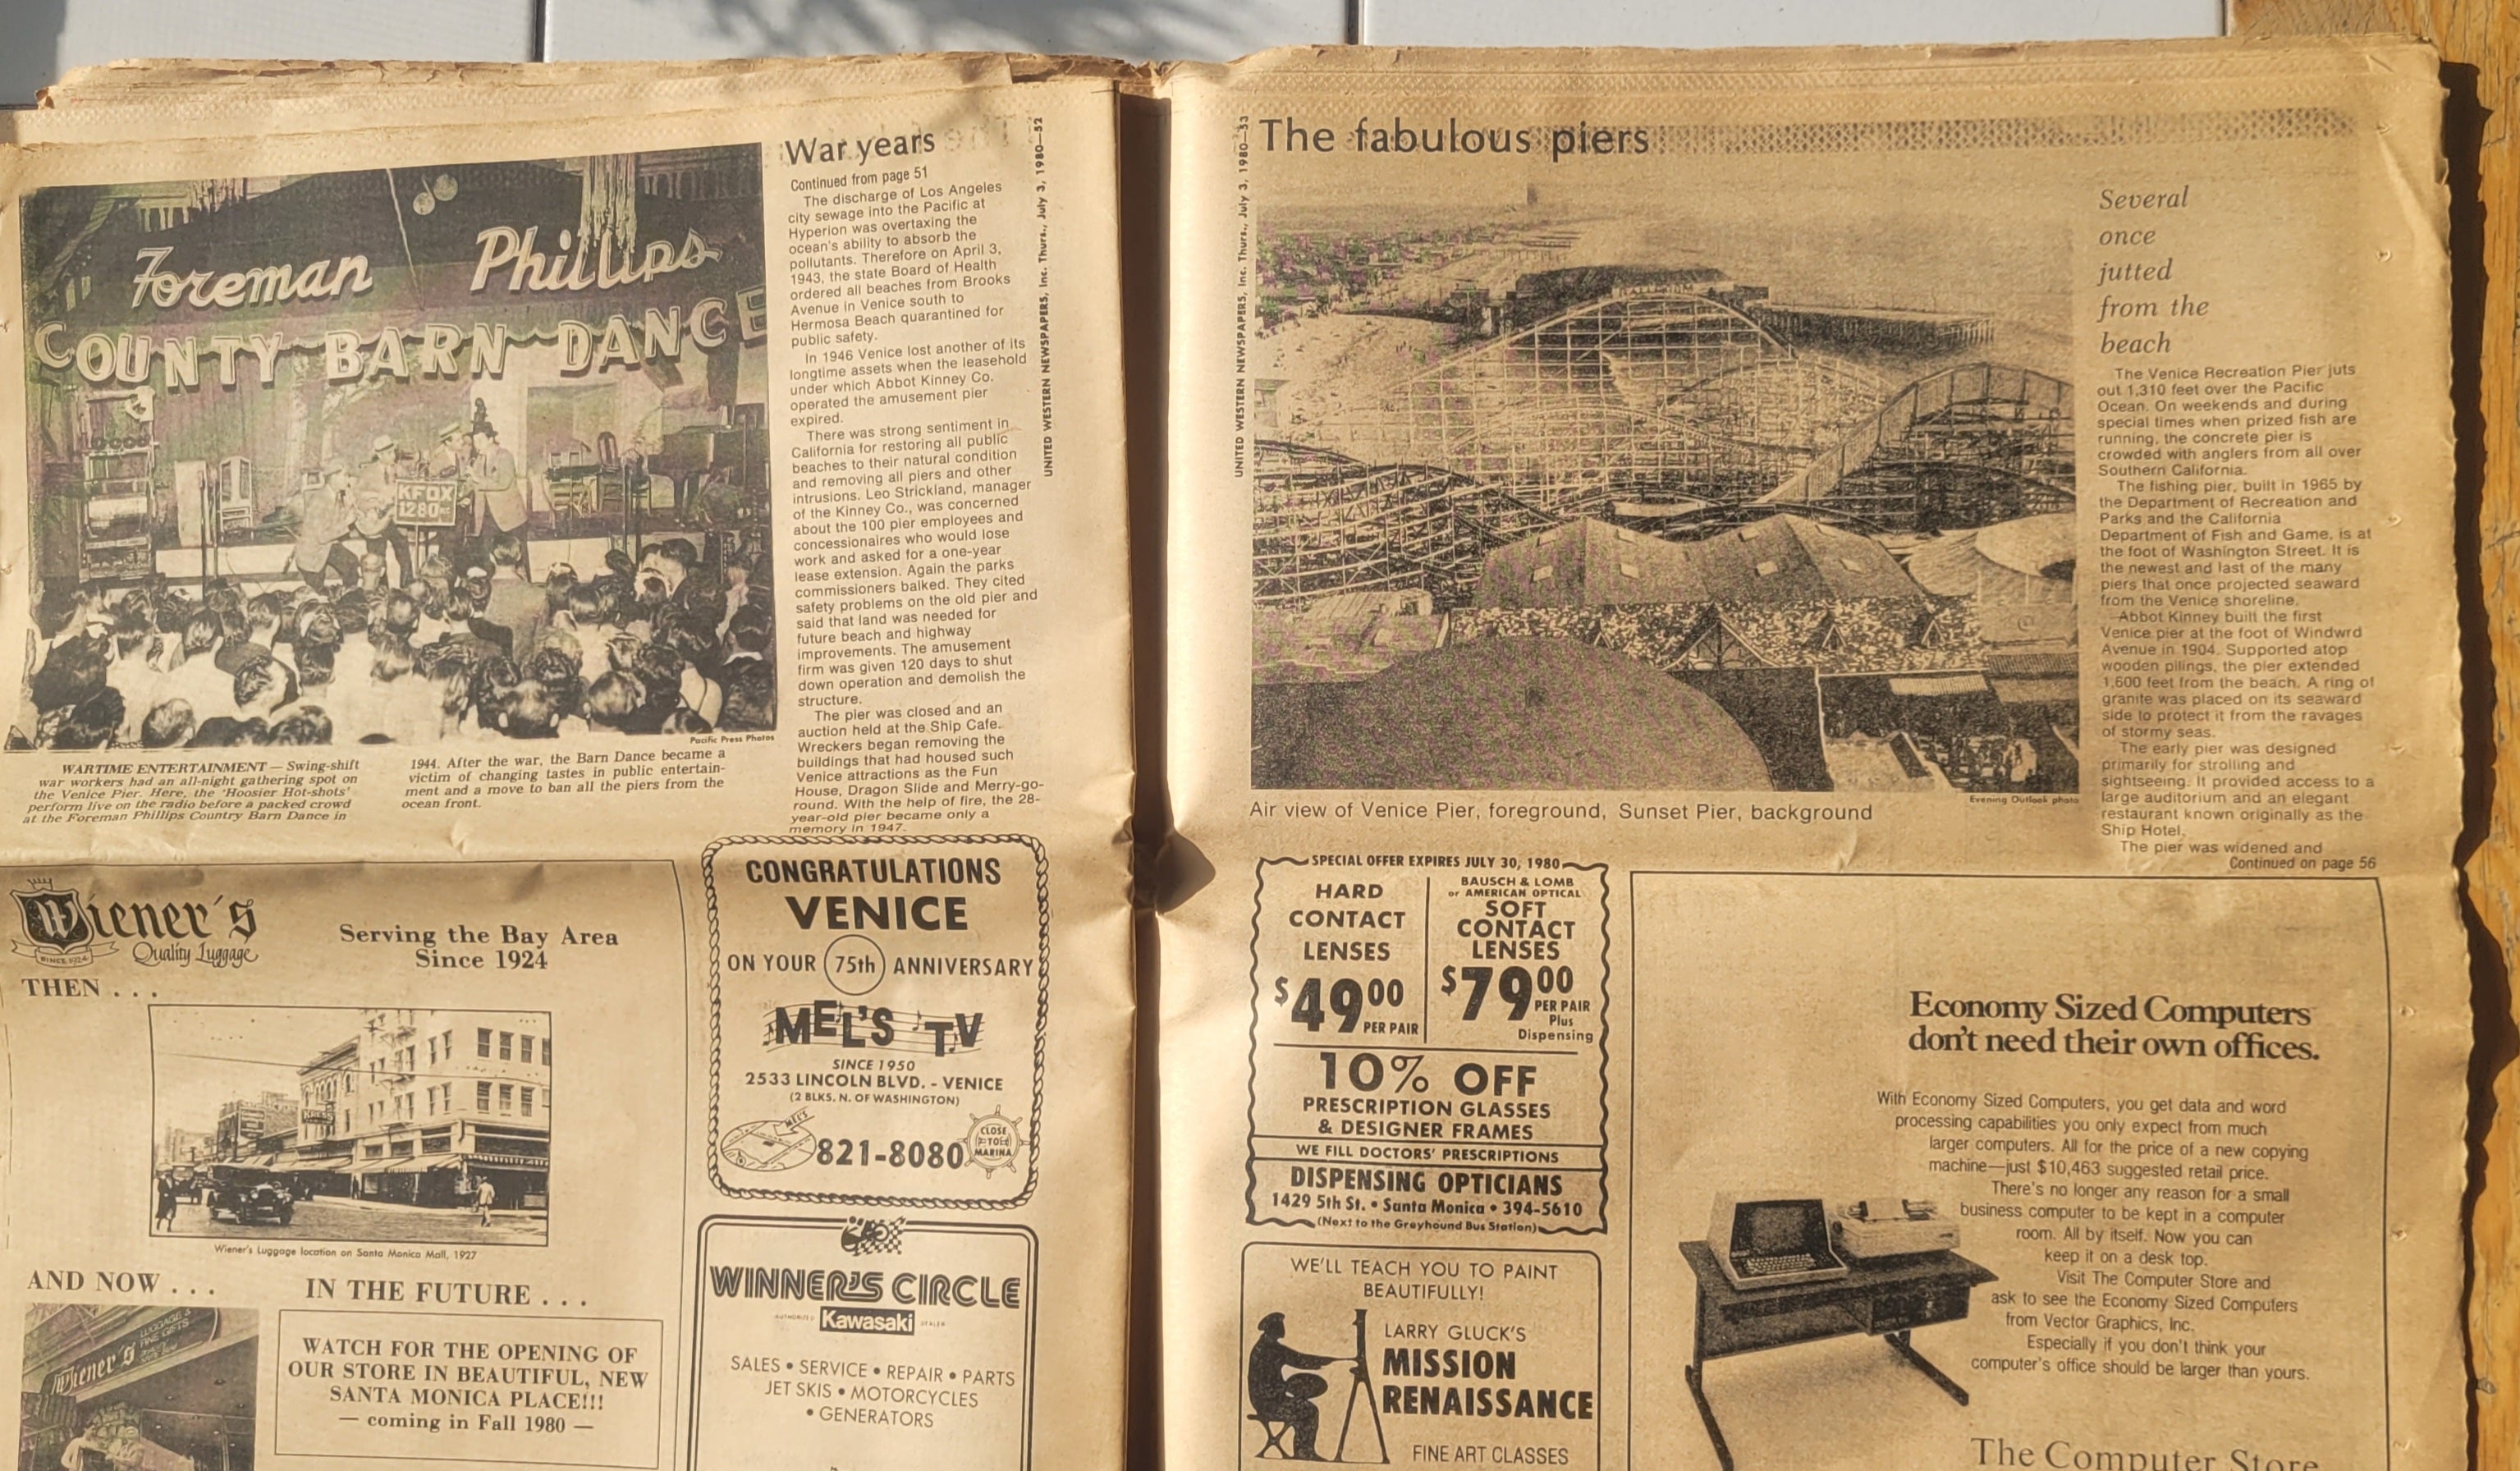 Foreman Phillips
COUNTY BARN DANCE
KFOX
1280
Pacific Press Photos
WARTIME ENTERTAINMENT — Swing-shift
war workers had an all-night gathering spot on
the Venice Pier. Here, the 'Hoosier Hot-shots'
perform live on the radio before a packed crowd
at the Foreman Phillips Country Barn Dance in
1944. After the war, the Barn Dance became a
victim of changing tastes in public entertain-
ment and a move to ban all the piers from the
ocean front.
War years
Continued from page 51
The discharge of Los Angeles
city sewage into the Pacific at
Hyperion was overtaxing the
ocean's ability to absorb the
pollutants. Therefore on April 3,
1943, the state Board of Health
ordered all beaches from Brooks
Avenue in Venice south to
Hermosa Beach quarantined for
public safety.
In 1946 Venice lost another of its
longtime assets when the leasehold
under which Abbot Kinney Co.
operated the amusement pier
expired.
There was strong sentiment in
California for restoring all public
beaches to their natural condition
and removing all piers and other
intrusions. Leo Strickland, manager
of the Kinney Co., was concerned
about the 100 pier employees and
concessionaires who would lose
work and asked for a one-year
lease extension. Again the parks
commissioners balked. They cited
safety problems on the old pier and
said that land was needed for
future beach and highway
improvements. The amusement
firm was given 120 days to shut
down operation and demolish the
structure.
The pier was closed and an
auction held at the Ship Cafe.
Wreckers began removing the
buildings that had housed such
Venice attractions as the Fun
House, Dragon Slide and Merry-go-
round. With the help of fire, the 28-
year-old pier became only a
memory in 1947.
UNITED WESTERN NEWSPAPERS, Inc. Thurs., July 3, 1980—52
Wiener's
Quality Luggage
SINCE 1924
Serving the Bay Area
Since 1924
THEN . . .
KRESS
Wiener's Luggage location on Santa Monica Mall, 1927
AND NOW . . .
Wiener's
LUGGAGE
FINE GIFTS
IN THE FUTURE . . .
WATCH FOR THE OPENING OF
OUR STORE IN BEAUTIFUL, NEW
SANTA MONICA PLACE!!!
— coming in Fall 1980 —
CONGRATULATIONS
VENICE
ON YOUR 75th ANNIVERSARY
MEL'S TV
SINCE 1950
2533 LINCOLN BLVD. - VENICE
(2 BLKS. N. OF WASHINGTON)
MEL'S
821-8080
CLOSE
TO
MARINA
WINNER'S CIRCLE
AUTHORIZED Kawasaki DEALER
SALES • SERVICE • REPAIR • PARTS
JET SKIS • MOTORCYCLES
• GENERATORS
UNITED WESTERN NEWSPAPERS, Inc. Thurs., July 3, 1980—53
The fabulous piers
Evening Outlook photo
Air view of Venice Pier, foreground, Sunset Pier, background
Several
once
jutted
from the
beach
The Venice Recreation Pier juts
out 1,310 feet over the Pacific
Ocean. On weekends and during
special times when prized fish are
running, the concrete pier is
crowded with anglers from all over
Southern California.
The fishing pier, built in 1965 by
the Department of Recreation and
Parks and the California
Department of Fish and Game, is at
the foot of Washington Street. It is
the newest and last of the many
piers that once projected seaward
from the Venice shoreline.
Abbot Kinney built the first
Venice pier at the foot of Windwrd
Avenue in 1904. Supported atop
wooden pilings, the pier extended
1,600 feet from the beach. A ring of
granite was placed on its seaward
side to protect it from the ravages
of stormy seas.
The early pier was designed
primarily for strolling and
sightseeing. It provided access to a
large auditorium and an elegant
restaurant known originally as the
Ship Hotel.
The pier was widened and
Continued on page 56
SPECIAL OFFER EXPIRES JULY 30, 1980
HARD
CONTACT
LENSES
$49.00
PER PAIR
BAUSCH & LOMB
or AMERICAN OPTICAL
SOFT
CONTACT
LENSES
$79.00
PER PAIR
Plus
Dispensing
10% OFF
PRESCRIPTION GLASSES
& DESIGNER FRAMES
WE FILL DOCTORS' PRESCRIPTIONS
DISPENSING OPTICIANS
1429 5th St. • Santa Monica • 394-5610
(Next to the Greyhound Bus Station)
WE'LL TEACH YOU TO PAINT
BEAUTIFULLY!
LARRY GLUCK'S
MISSION
RENAISSANCE
FINE ART CLASSES
Economy Sized Computers
don't need their own offices.
With Economy Sized Computers, you get data and word
processing capabilities you only expect from much
larger computers. All for the price of a new copying
machine—just $10,463 suggested retail price.
There's no longer any reason for a small
business computer to be kept in a computer
room. All by itself. Now you can
keep it on a desk top.
Visit The Computer Store and
ask to see the Economy Sized Computers
from Vector Graphics, Inc.
Especially if you don't think your
computer's office should be larger than yours.
The Computer Store